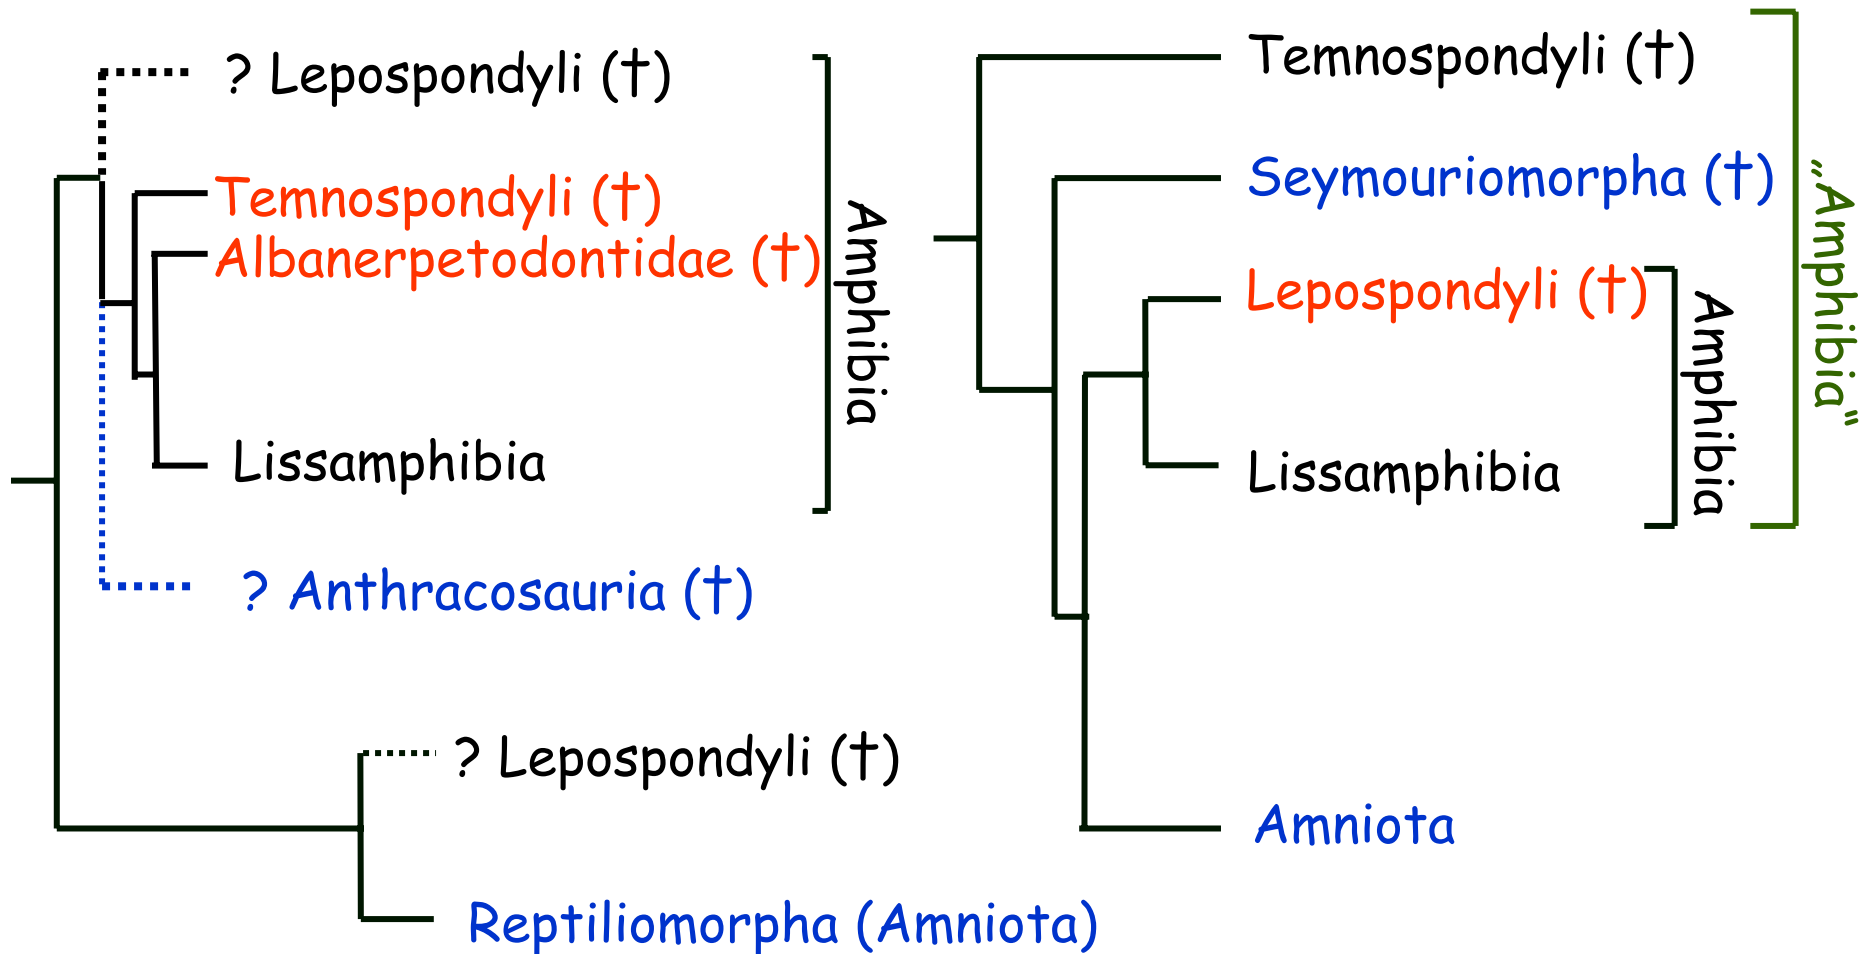 ? Lepospondyli (†)
Temnospondyli (†)
Albanerpetodontidae (†)
Lissamphibia
Amphibia
? Anthracosauria (†)
? Lepospondyli (†)
Reptiliomorpha (Amniota)
Temnospondyli (†)
Seymouriomorpha (†)
Lepospondyli (†)
Lissamphibia
Amphibia
„Amphibia“
Amniota